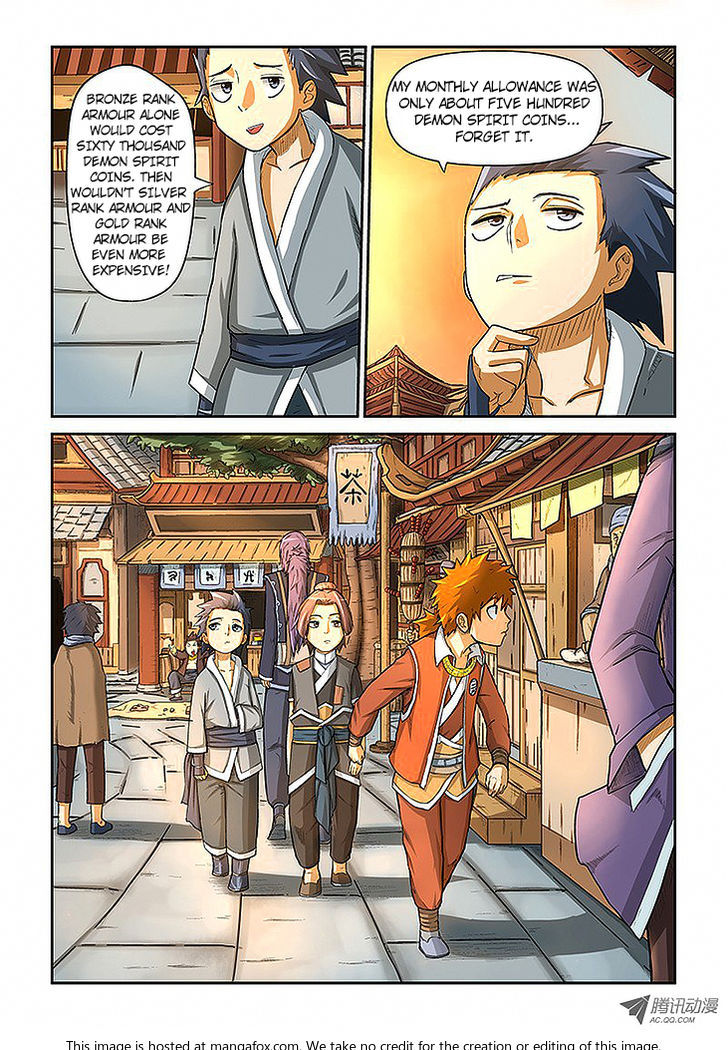 BRONZE RANK
ARMOUR ALONE
WOULD COST
SIXTY THOUSAND
DEMON SPIRIT
COINS. THEN
WOULDN'T SILVER
RANK ARMOUR AND
GOLD RANK
ARMOUR BE
EVEN MORE
EXPENSIVE!
MY MONTHLY ALLOWANCE WAS
ONLY ABOUT FIVE HUNDRED
DEMON SPIRIT COINS...
FORGET IT.
茶
腾讯动漫
AC.QQ.COM
This image is hosted at mangafox.com. We take no credit for the creation or editing of this image.